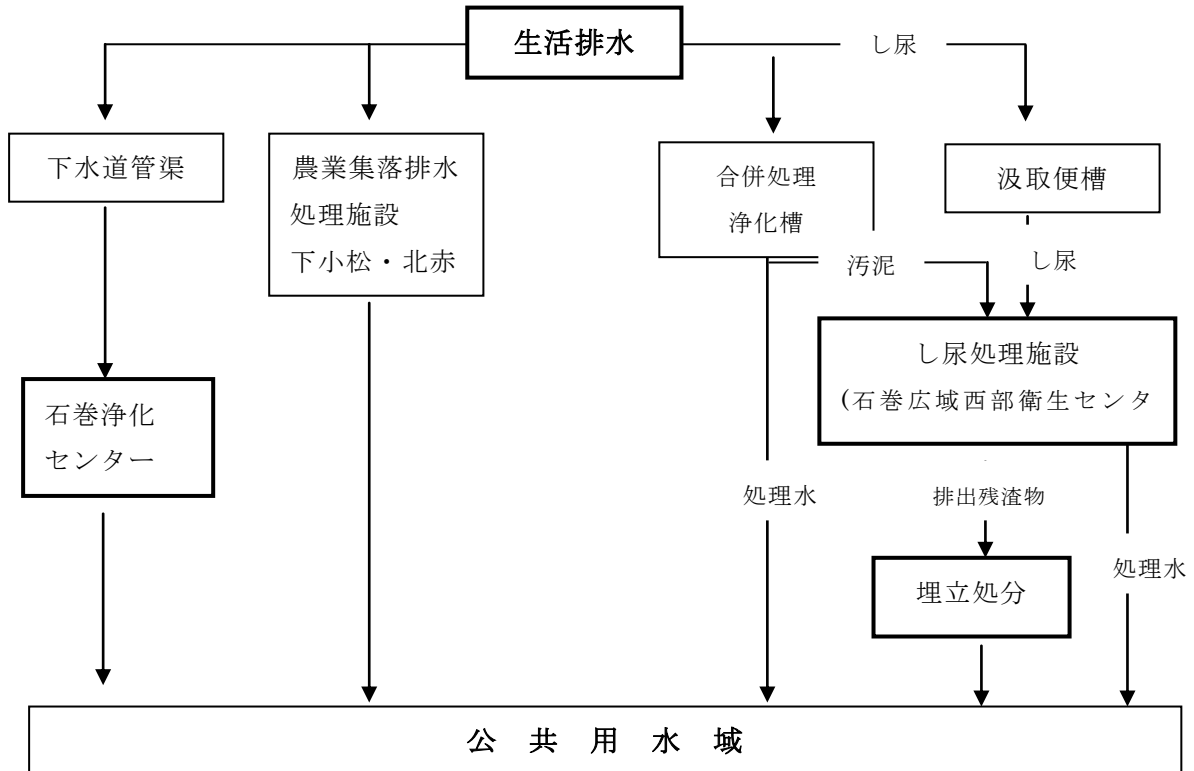 生活排水
し尿
下水道管渠
農業集落排水
処理施設
下小松・北赤
合併処理
浄化槽
汲取便槽
汚泥
し尿
し尿処理施設
(石巻広域西部衛生センタ
石巻浄化
センター
処理水
排出残渣物
処理水
埋立処分
公共用水域